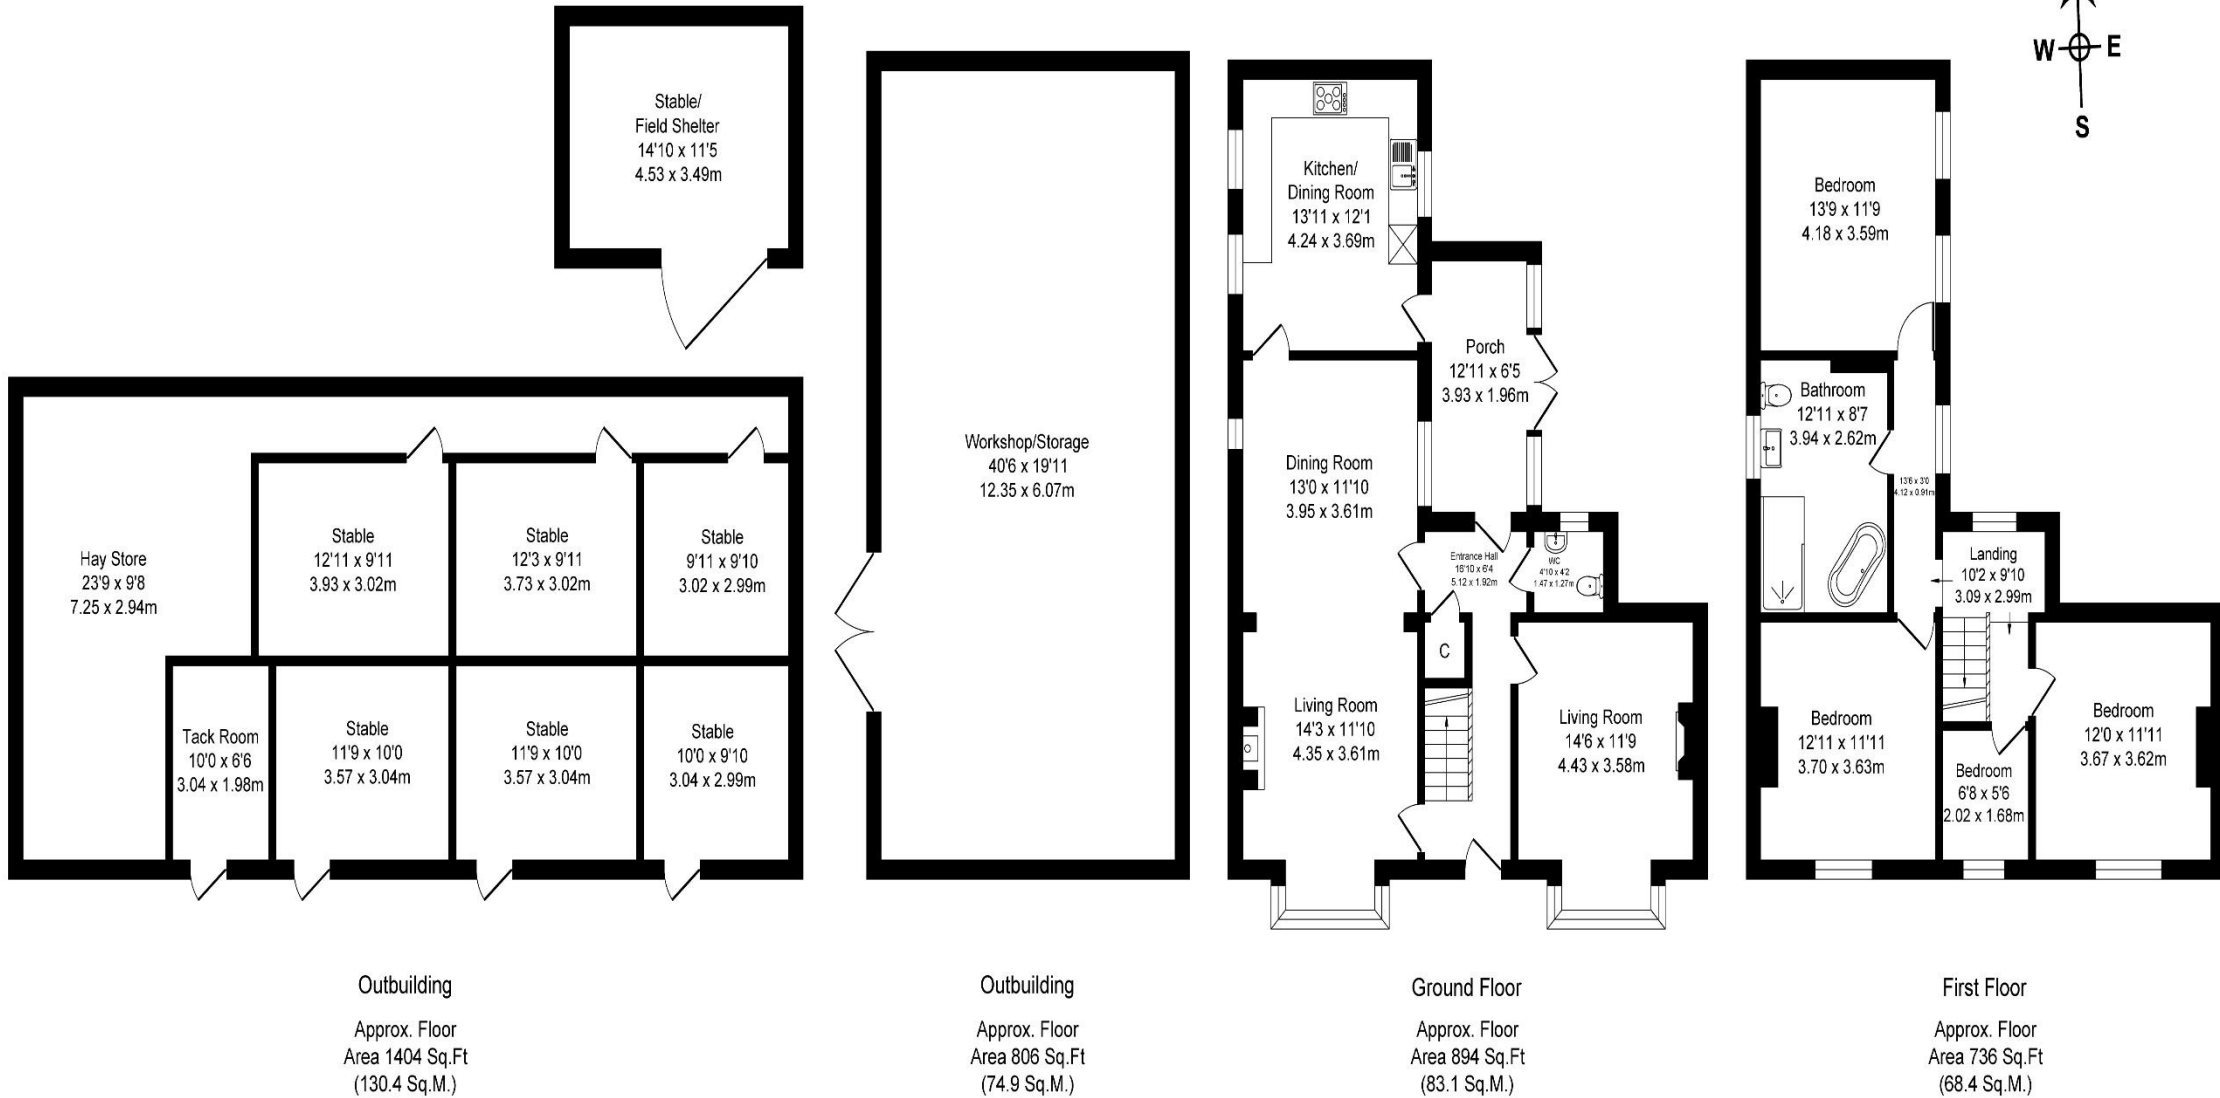 W
E
S
Stable/
Field Shelter
14'10 x 11'5
4.53 x 3.49m
Hay Store
23'9 x 9'8
7.25 x 2.94m
Stable
12'11 x 9'11
3.93 x 3.02m
Stable
12'3 x 9'11
3.73 x 3.02m
Stable
9'11 x 9'10
3.02 x 2.99m
Tack Room
10'0 x 6'6
3.04 x 1.98m
Stable
11'9 x 10'0
3.57 x 3.04m
Stable
11'9 x 10'0
3.57 x 3.04m
Stable
10'0 x 9'10
3.04 x 2.99m
Outbuilding
Approx. Floor
Area 1404 Sq.Ft
(130.4 Sq.M.)
Workshop/Storage
40'6 x 19'11
12.35 x 6.07m
Outbuilding
Approx. Floor
Area 806 Sq.Ft
(74.9 Sq.M.)
Kitchen/
Dining Room
13'11 x 12'1
4.24 x 3.69m
Porch
12'11 x 6'5
3.93 x 1.96m
Dining Room
13'0 x 11'10
3.95 x 3.61m
Entrance Hall
16'10 x 6'4
5.12 x 1.92m
WC
4'10 x 4'2
1.47 x 1.27m
C
Living Room
14'3 x 11'10
4.35 x 3.61m
Living Room
14'6 x 11'9
4.43 x 3.58m
Ground Floor
Approx. Floor
Area 894 Sq.Ft
(83.1 Sq.M.)
Bedroom
13'9 x 11'9
4.18 x 3.59m
Bathroom
12'11 x 8'7
3.94 x 2.62m
13'6 x 3'0
4.12 x 0.91m
Landing
10'2 x 9'10
3.09 x 2.99m
Bedroom
12'11 x 11'11
3.70 x 3.63m
Bedroom
6'8 x 5'6
2.02 x 1.68m
Bedroom
12'0 x 11'11
3.67 x 3.62m
First Floor
Approx. Floor
Area 736 Sq.Ft
(68.4 Sq.M.)